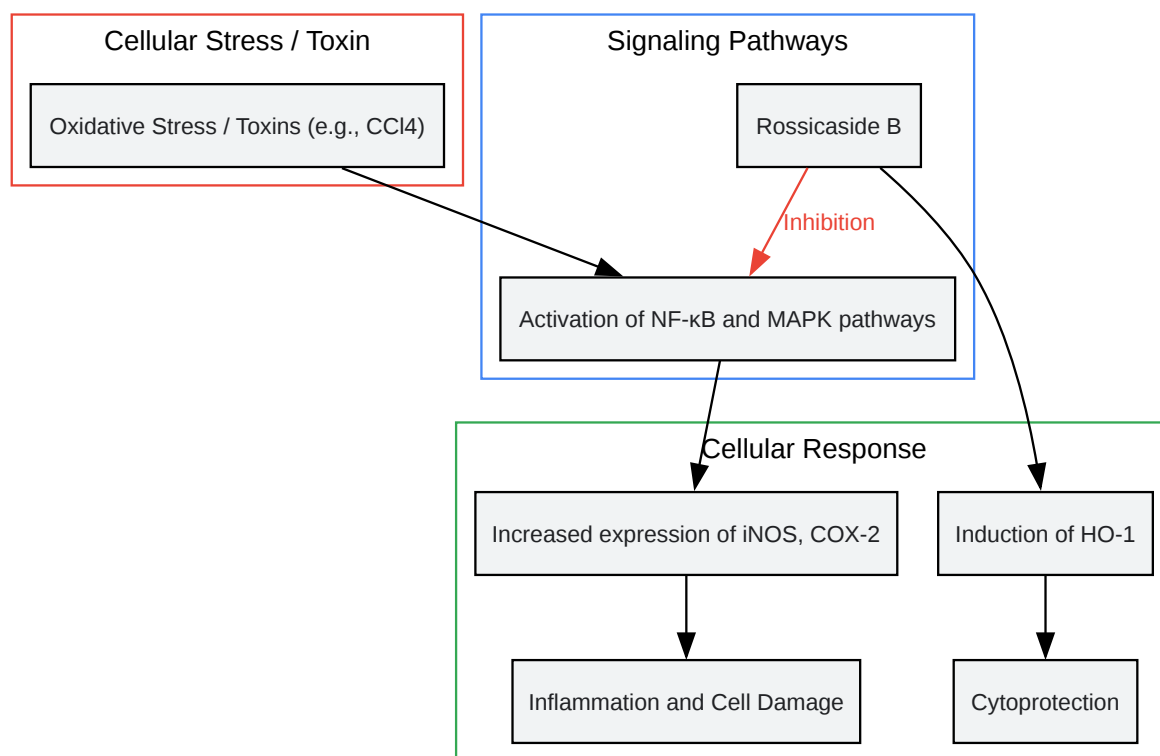 Cellular Stress / Toxin
Oxidative Stress / Toxins (e.g., CCl4)
Signaling Pathways
Rossicaside B
Inhibition
Activation of NF-κB and MAPK pathways
Cellular Response
Increased expression of iNOS, COX-2
Induction of HO-1
Inflammation and Cell Damage
Cytoprotection